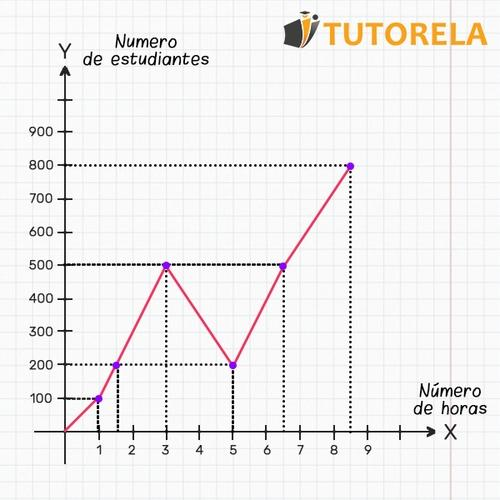 TUTORELA
Y
Numero
de estudiantes
900
800
700
600
500
400
300
200
100
1 2 3 4 5 6 7 8 9
X
Número
de horas